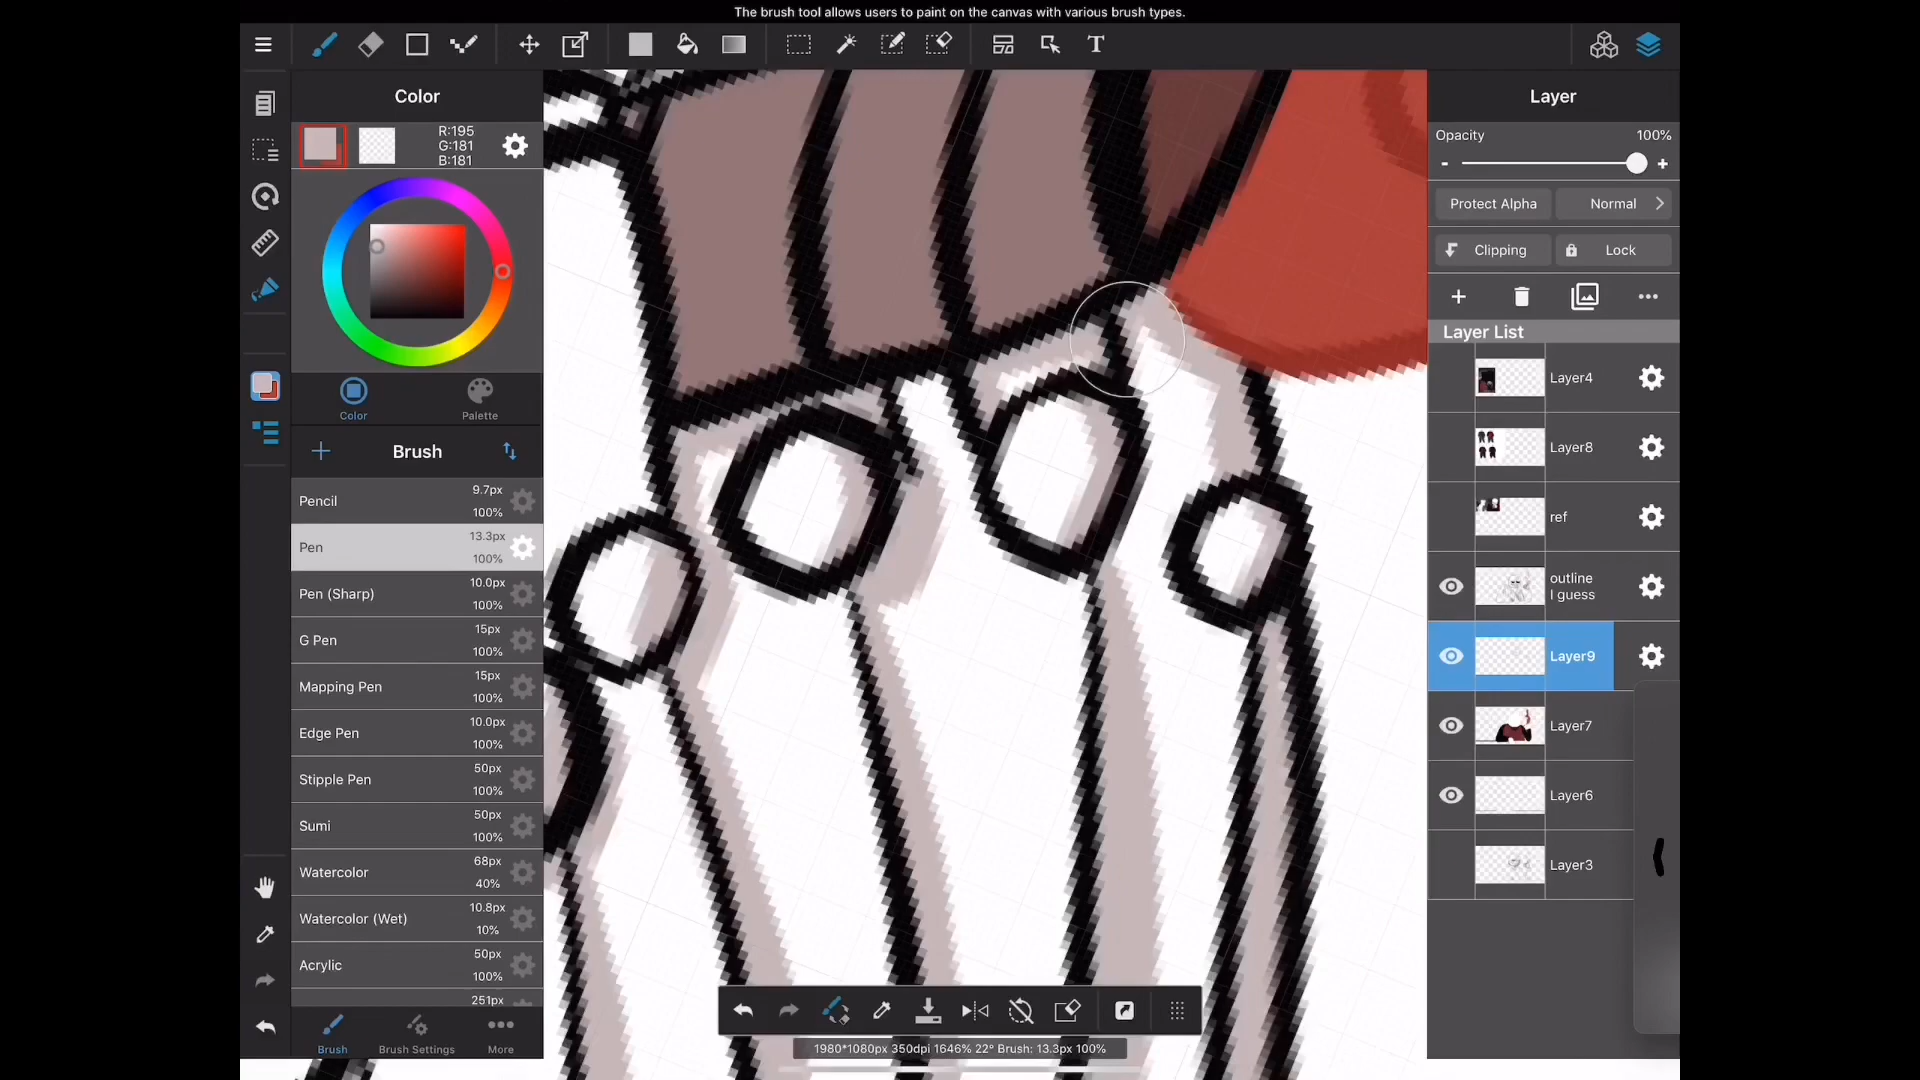 The brush tool allows users to paint on the canvas with various brush types.
T
Color
R:195
G:181
B:181
Color
Palette
Brush
Pencil
9.7px
100%
Pen
13.3px
100%
Pen (Sharp)
10.0px
100%
G Pen
15px
100%
Mapping Pen
15px
100%
Edge Pen
10.0px
100%
Stipple Pen
50px
100%
Sumi
50px
100%
Watercolor
68px
40%
Watercolor (Wet)
10.8px
10%
Acrylic
50px
100%
251px
Brush
Brush Settings
More
1980*1080px 350dpi 1646% 22° Brush: 13.3px 100%
Layer
Opacity
100%
- +
Protect Alpha
Normal
Clipping
Lock
Layer List
Layer4
Layer8
ref
outline
I guess
Layer9
Layer7
Layer6
Layer3